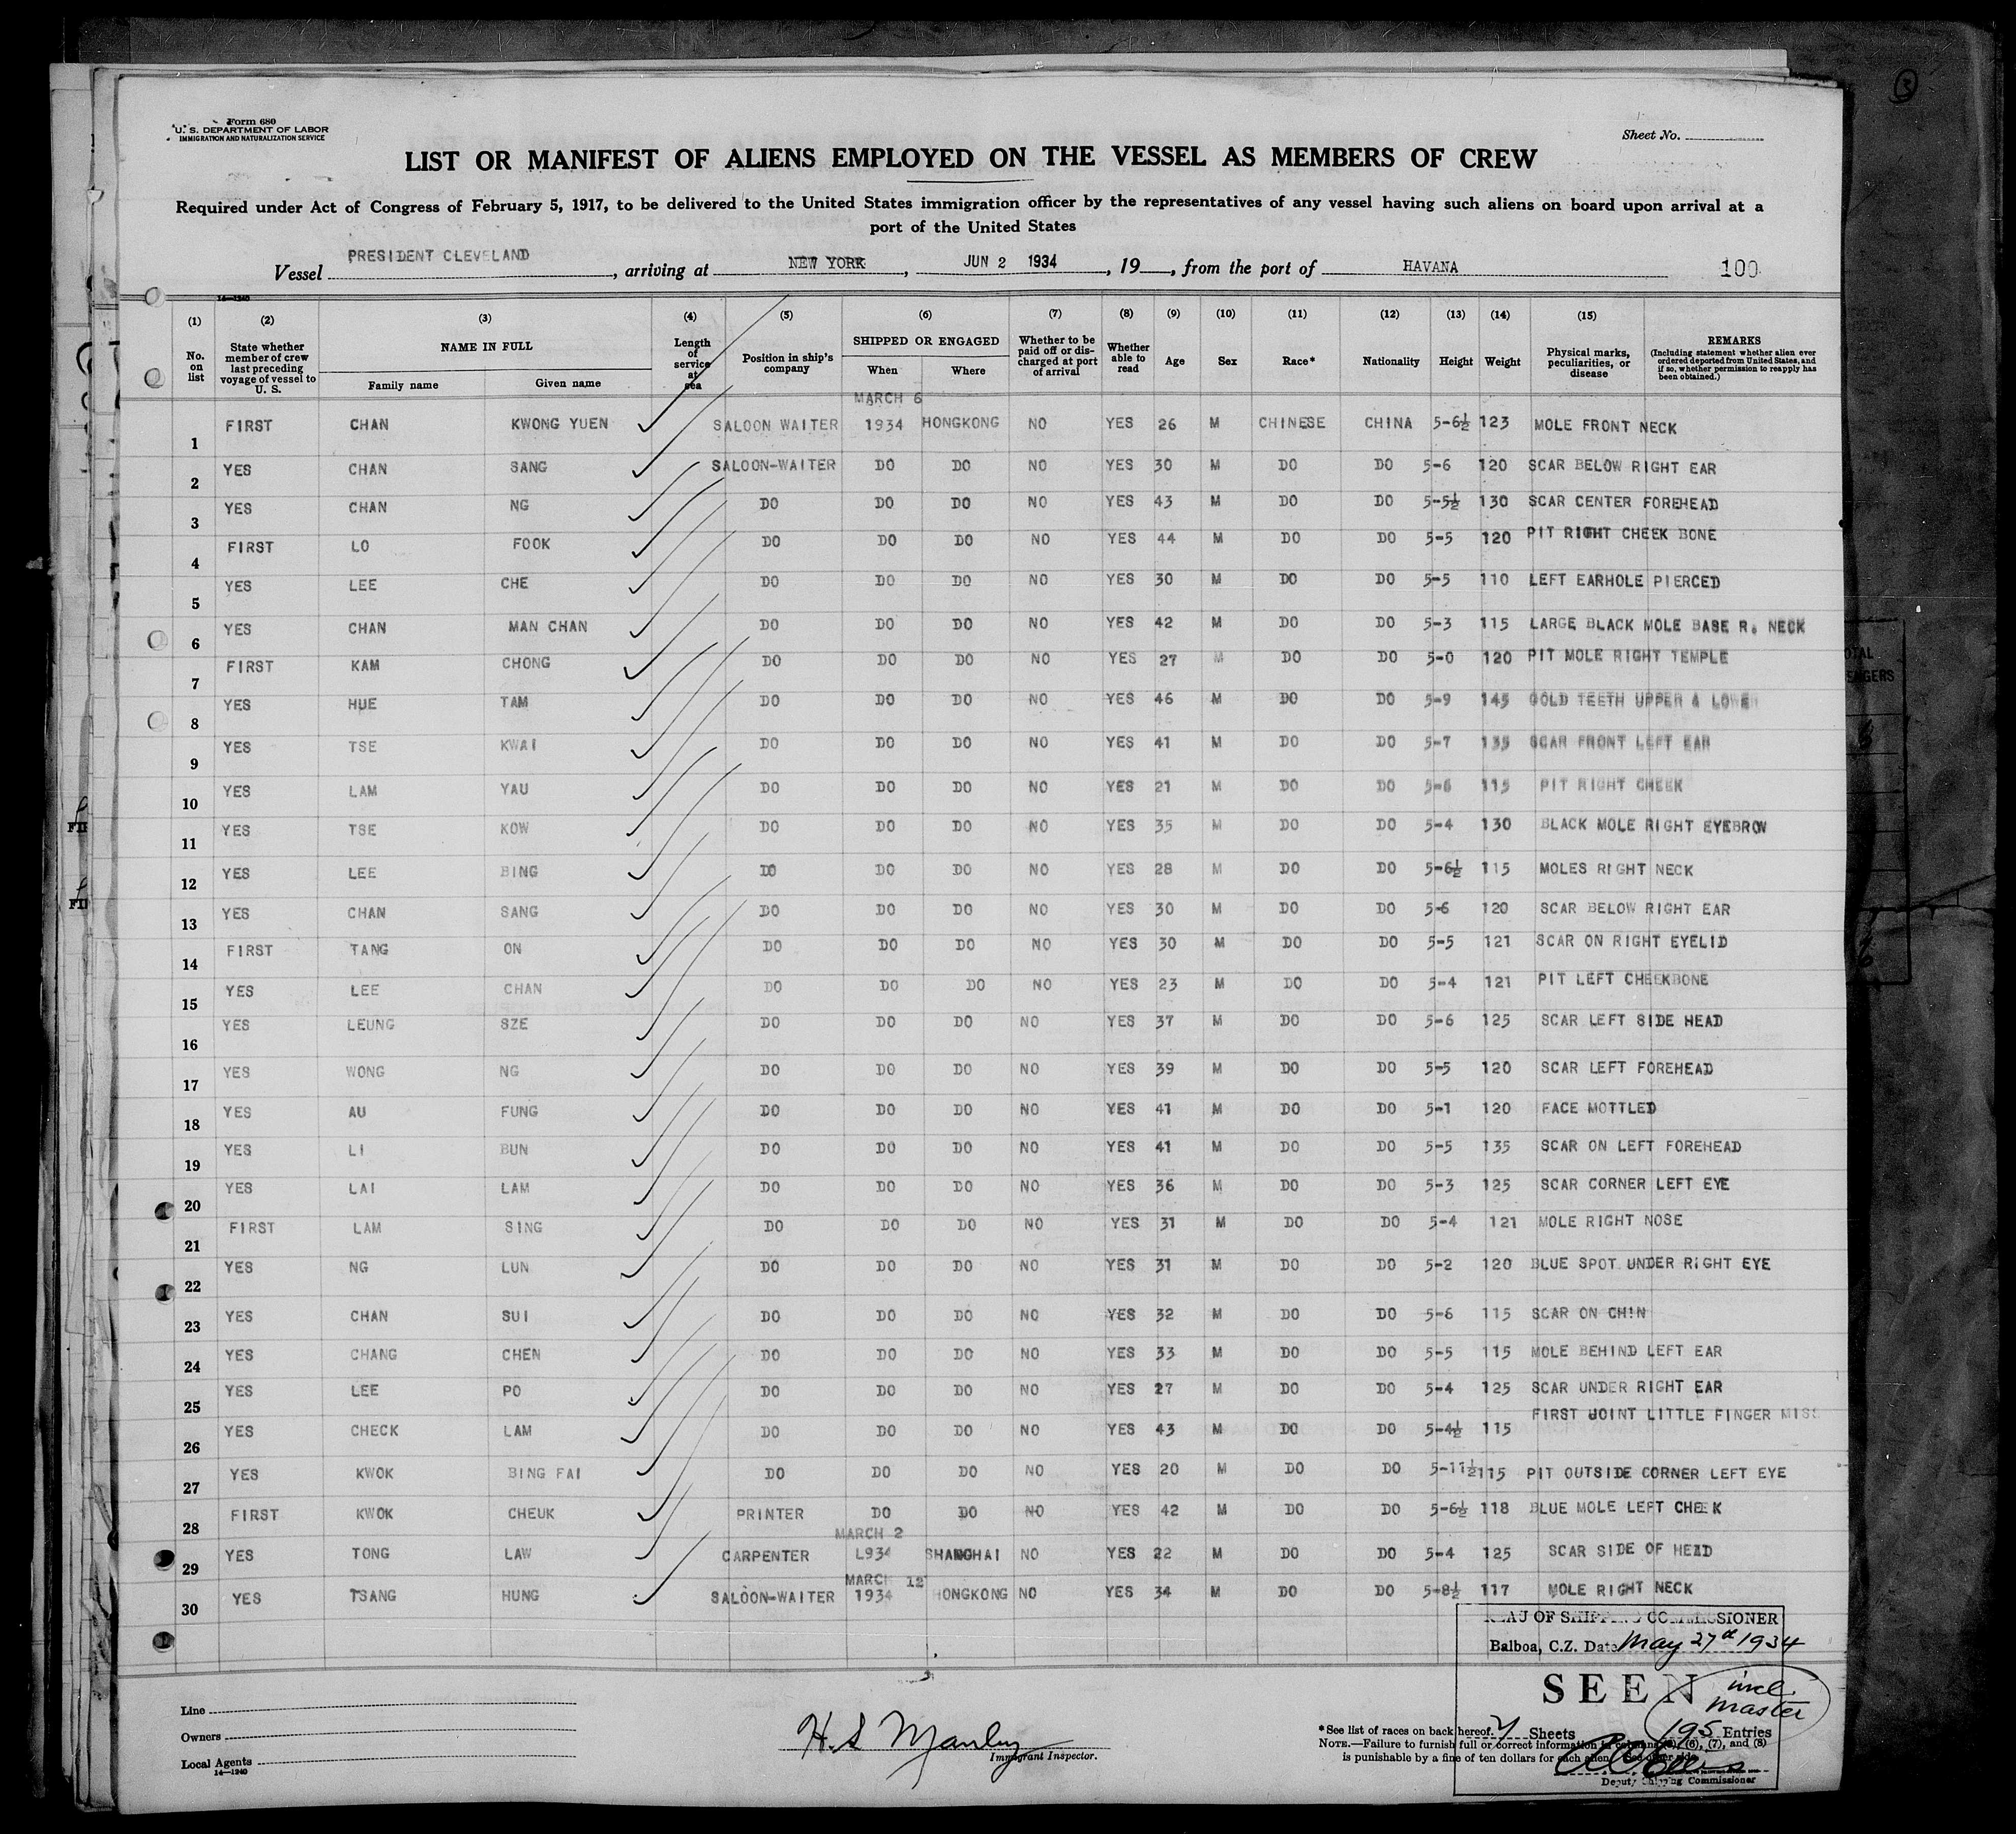 Form 680
U. S. DEPARTMENT OF LABOR
IMMIGRATION AND NATURALIZATION SERVICE
Sheet No.
LIST OR MANIFEST OF ALIENS EMPLOYED ON THE VESSEL AS MEMBERS OF CREW
Required under Act of Congress of February 5, 1917, to be delivered to the United States immigration officer by the representatives of any vessel having such aliens on board upon arrival at a
port of the United States
Vessel PRESIDENT CLEVELAND, arriving at NEW YORK, JUN 2 1934, 19, from the port of HAVANA 100
14—1240
(1) (2) (3) (4) (5) (6) (7) (8) (9) (10) (11) (12) (13) (14) (15)
No. on list State whether member of crew last preceding voyage of vessel to U. S. NAME IN FULL Family name Given name Length of service at sea Position in ship's company SHIPPED OR ENGAGED When Where Whether to be paid off or discharged at port of arrival Whether able to read Age Sex Race* Nationality Height Weight Physical marks, peculiarities, or disease REMARKS (Including statement whether alien ever ordered deported from United States, and if so, whether permission to reapply has been obtained.)
MARCH 6
1 FIRST CHAN KWONG YUEN SALOON WAITER 1934 HONGKONG NO YES 26 M CHINESE CHINA 5-6½ 123 MOLE FRONT NECK
2 YES CHAN SANG SALOON-WAITER DO DO NO YES 30 M DO DO 5-6 120 SCAR BELOW RIGHT EAR
3 YES CHAN NG DO DO DO NO YES 43 M DO DO 5-5½ 130 SCAR CENTER FOREHEAD
4 FIRST LO FOOK DO DO DO NO YES 44 M DO DO 5-5 120 PIT RIGHT CHEEK BONE
5 YES LEE CHE DO DO DO NO YES 30 M DO DO 5-5 110 LEFT EARHOLE PIERCED
6 YES CHAN MAN CHAN DO DO DO NO YES 42 M DO DO 5-3 115 LARGE BLACK MOLE BASE R. NECK
7 FIRST KAM CHONG DO DO DO NO YES 27 M DO DO 5-0 120 PIT MOLE RIGHT TEMPLE
8 YES HUE TAM DO DO DO NO YES 46 M DO DO 5-9 145 GOLD TEETH UPPER & LOWER
9 YES TSE KWAI DO DO DO NO YES 41 M DO DO 5-7 135 SCAR FRONT LEFT EAR
10 YES LAM YAU DO DO DO NO YES 21 M DO DO 5-6 115 PIT RIGHT CHEEK
11 YES TSE KOW DO DO DO NO YES 35 M DO DO 5-4 130 BLACK MOLE RIGHT EYEBROW
12 YES LEE BING DO DO DO NO YES 28 M DO DO 5-6½ 115 MOLES RIGHT NECK
13 YES CHAN SANG DO DO DO NO YES 30 M DO DO 5-6 120 SCAR BELOW RIGHT EAR
14 FIRST TANG ON DO DO DO NO YES 30 M DO DO 5-5 121 SCAR ON RIGHT EYELID
15 YES LEE CHAN DO DO DO NO YES 23 M DO DO 5-4 121 PIT LEFT CHEEKBONE
16 YES LEUNG SZE DO DO DO NO YES 37 M DO DO 5-6 125 SCAR LEFT SIDE HEAD
17 YES WONG NG DO DO DO NO YES 39 M DO DO 5-5 120 SCAR LEFT FOREHEAD
18 YES AU FUNG DO DO DO NO YES 41 M DO DO 5-1 120 FACE MOTTLED
19 YES LI BUN DO DO DO NO YES 41 M DO DO 5-5 135 SCAR ON LEFT FOREHEAD
20 YES LAI LAM DO DO DO NO YES 36 M DO DO 5-3 125 SCAR CORNER LEFT EYE
21 FIRST LAM SING DO DO DO NO YES 31 M DO DO 5-4 121 MOLE RIGHT NOSE
22 YES NG LUN DO DO DO NO YES 31 M DO DO 5-2 120 BLUE SPOT UNDER RIGHT EYE
23 YES CHAN SUI DO DO DO NO YES 32 M DO DO 5-6 115 SCAR ON CHIN
24 YES CHANG CHEN DO DO DO NO YES 33 M DO DO 5-5 115 MOLE BEHIND LEFT EAR
25 YES LEE PO DO DO DO NO YES 27 M DO DO 5-4 125 SCAR UNDER RIGHT EAR
26 YES CHECK LAM DO DO DO NO YES 43 M DO DO 5-4½ 115 FIRST JOINT LITTLE FINGER MISS
27 YES KWOK BING FAI DO DO DO NO YES 20 M DO DO 5-11½ 115 PIT OUTSIDE CORNER LEFT EYE
28 FIRST KWOK CHEUK PRINTER DO DO NO YES 42 M DO DO 5-6½ 118 BLUE MOLE LEFT CHEEK
MARCH 2
29 YES TONG LAW CARPENTER L934 SHANGHAI NO YES 22 M DO DO 5-4 125 SCAR SIDE OF HEAD
MARCH 12
30 YES TSANG HUNG SALOON-WAITER 1934 HONGKONG NO YES 34 M DO DO 5-8½ 117 MOLE RIGHT NECK
OF SHIPPING COMMISSIONER
Balboa, C.Z. Date May 27th 1934
SEEN
incl. master
7 Sheets 195 Entries
Deputy Shipping Commissioner
Line
Owners
Local Agents
14—1240
H. S. Manley
Immigrant Inspector.
*See list of races on back hereof.
NOTE.—Failure to furnish full or correct information in columns (5), (6), (7), and (8)
is punishable by a fine of ten dollars for each alien. See other side.